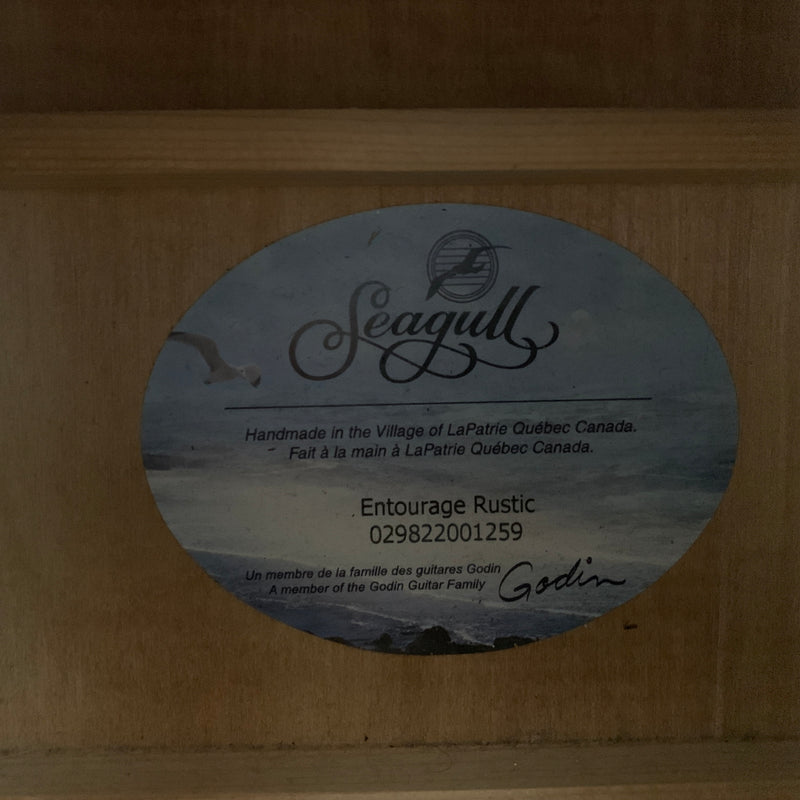 Seagull
Handmade in the Village of LaPatrie Québec Canada.
Fait à la main à LaPatrie Québec Canada.
Entourage Rustic
029822001259
Un membre de la famille des guitares Godin
A member of the Godin Guitar Family
Godin